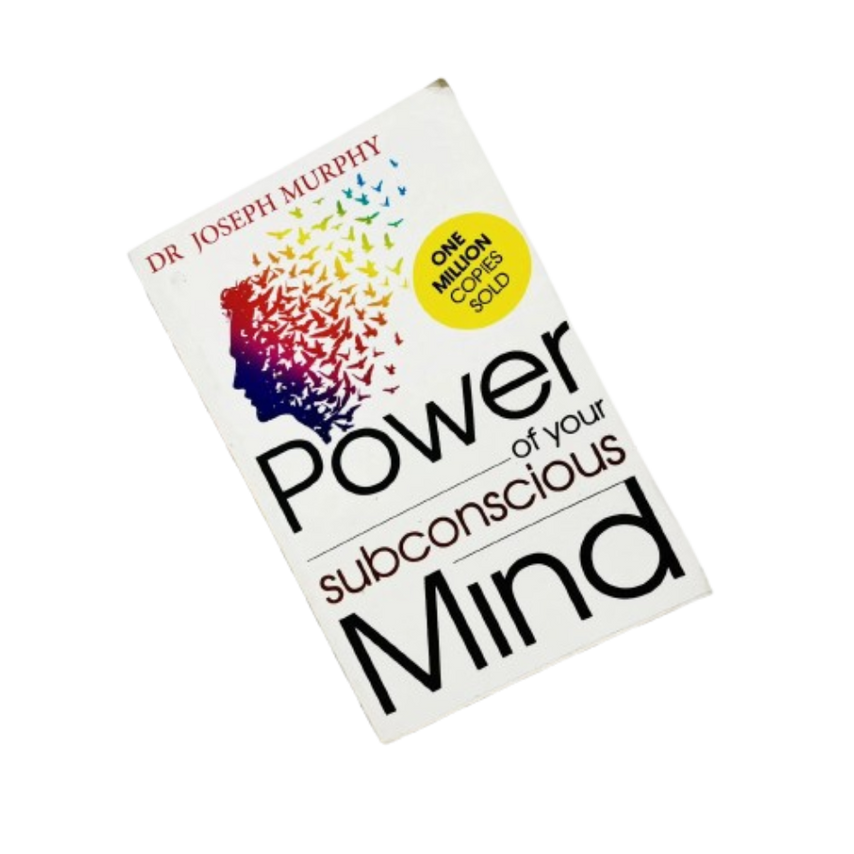 DR JOSEPH MURPHY
ONE
MILLION
COPIES
SOLD
Power
of your
subconscious
Mind